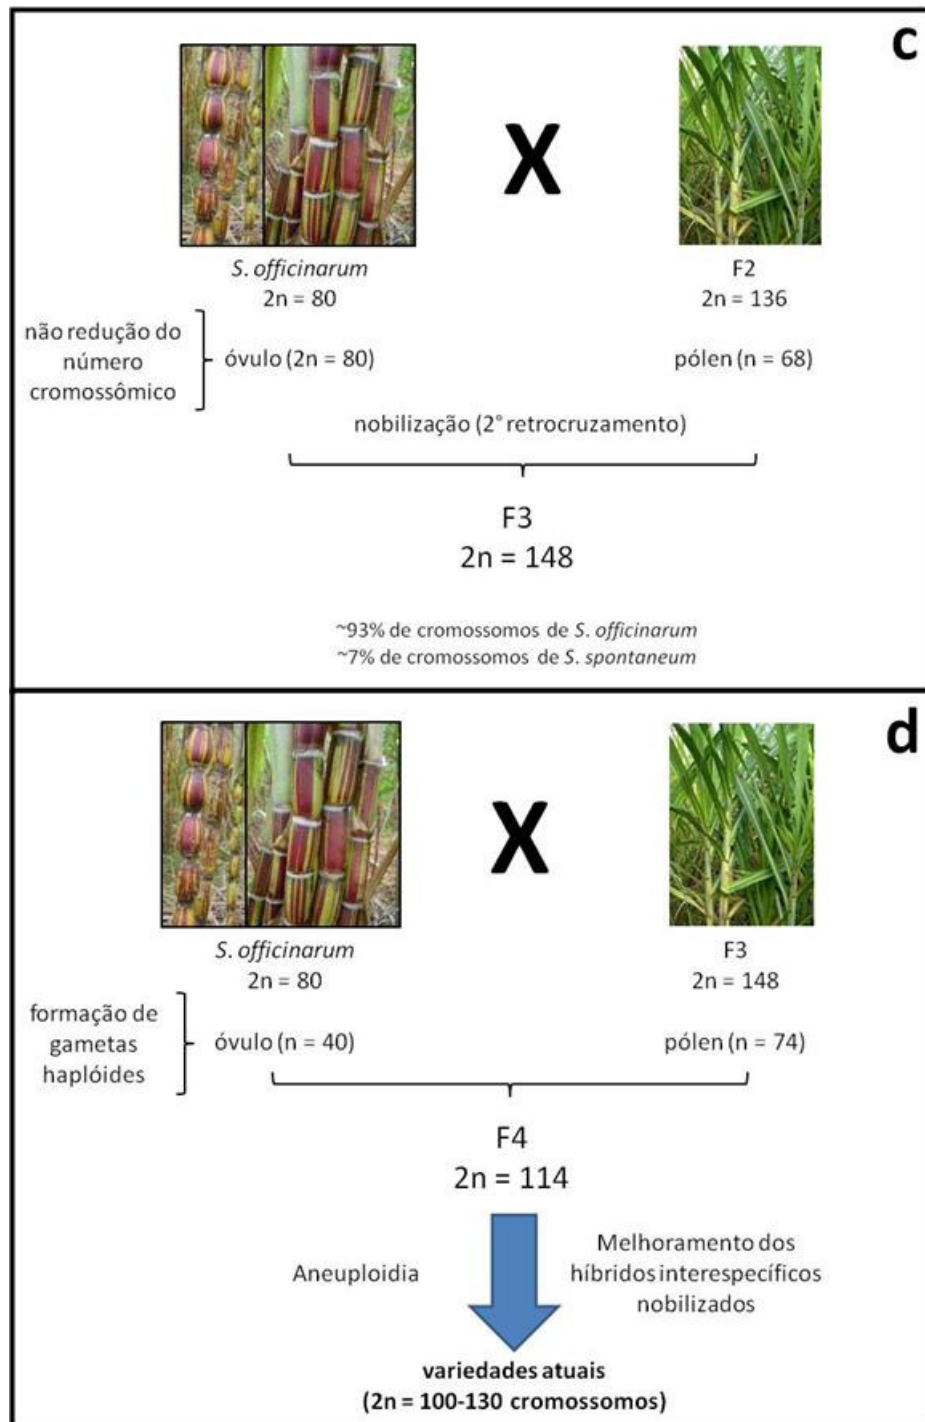 c
S. officinarum
2n = 80
F2
2n = 136
não redução do
número
cromossômico
óvulo (2n = 80)
pólen (n = 68)
nobilização (2° retrocruzamento)
F3
2n = 148
~93% de cromossomos de S. officinarum
~7% de cromossomos de S. spontaneum
d
X
X
S. officinarum
2n = 80
F3
2n = 148
formação de
gametas
haplóides
óvulo (n = 40)
pólen (n = 74)
F4
2n = 114
Aneuploidia
Melhoramento dos
híbridos interespecíficos
nobilizados
variedades atuais
(2n = 100-130 cromossomos)